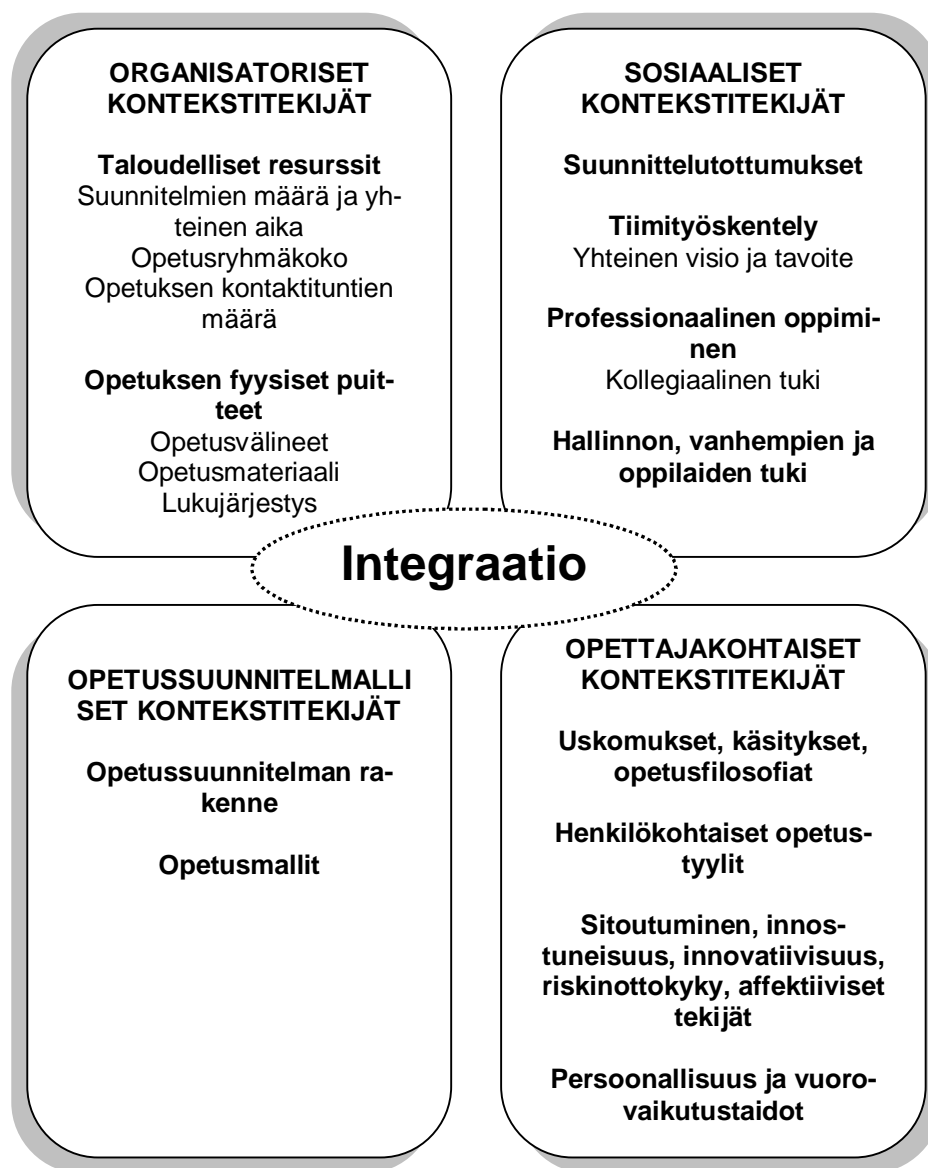 ORGANISATORISET
KONTEKSTITEKIJÄT
Taloudelliset resurssit
Suunnitelmien määrä ja yh-
teinen aika
Opetusryhmäkoko
Opetuksen kontaktituntien
määrä
Opetuksen fyysiset puit-
teet
Opetusvälineet
Opetusmateriaali
Lukujärjestys
SOSIAALISET
KONTEKSTITEKIJÄT
Suunnittelutottumukset
Tiimityöskentely
Yhteinen visio ja tavoite
Professionaalinen oppimi-
nen
Kollegiaalinen tuki
Hallinnon, vanhempien ja
oppilaiden tuki
Integraatio
OPETUSSUUNNITELMALLI
SET KONTEKSTITEKIJÄT
Opetussuunnitelman ra-
kenne
Opetusmallit
OPETTAJAKOHTAISET
KONTEKSTITEKIJÄT
Uskomukset, käsitykset,
opetusfilosofiat
Henkilökohtaiset opetus-
tyylit
Sitoutuminen, innos-
tuneisuus, innovatiivisuus,
riskinottokyky, affektiiviset
tekijät
Persoonallisuus ja vuoro-
vaikutustaidot